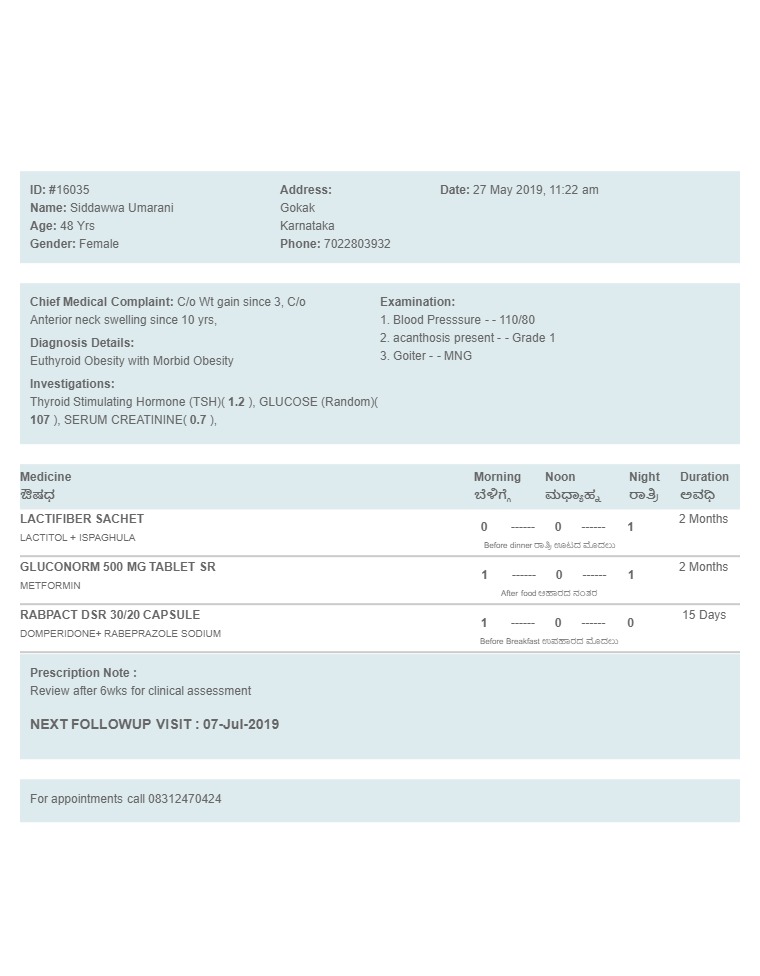 ID: #16035
Name: Siddawwa Umarani
Age: 48 Yrs
Gender: Female
Address:
Gokak
Karnataka
Phone: 7022803932
Date: 27 May 2019, 11:22 am
Chief Medical Complaint: C/o Wt gain since 3, C/o
Anterior neck swelling since 10 yrs,
Diagnosis Details:
Euthyroid Obesity with Morbid Obesity
Investigations:
Thyroid Stimulating Hormone (TSH)( 1.2 ), GLUCOSE (Random)(
107 ), SERUM CREATININE( 0.7 ),
Examination:
1. Blood Presssure - - 110/80
2. acanthosis present - - Grade 1
3. Goiter - - MNG
Medicine Morning Noon Night Duration
ಔಷಧ ಬೆಳಿಗ್ಗೆ ಮಧ್ಯಾಹ್ನ ರಾತ್ರಿ ಅವಧಿ
LACTIFIBER SACHET 0 ------ 0 ------ 1 2 Months
LACTITOL + ISPAGHULA
Before dinner ರಾತ್ರಿ ಊಟದ ಮೊದಲು
GLUCONORM 500 MG TABLET SR 1 ------ 0 ------ 1 2 Months
METFORMIN
After food ಆಹಾರದ ನಂತರ
RABPACT DSR 30/20 CAPSULE 1 ------ 0 ------ 0 15 Days
DOMPERIDONE+ RABEPRAZOLE SODIUM
Before Breakfast ಉಪಹಾರದ ಮೊದಲು
Prescription Note :
Review after 6wks for clinical assessment
NEXT FOLLOWUP VISIT : 07-Jul-2019
For appointments call 08312470424